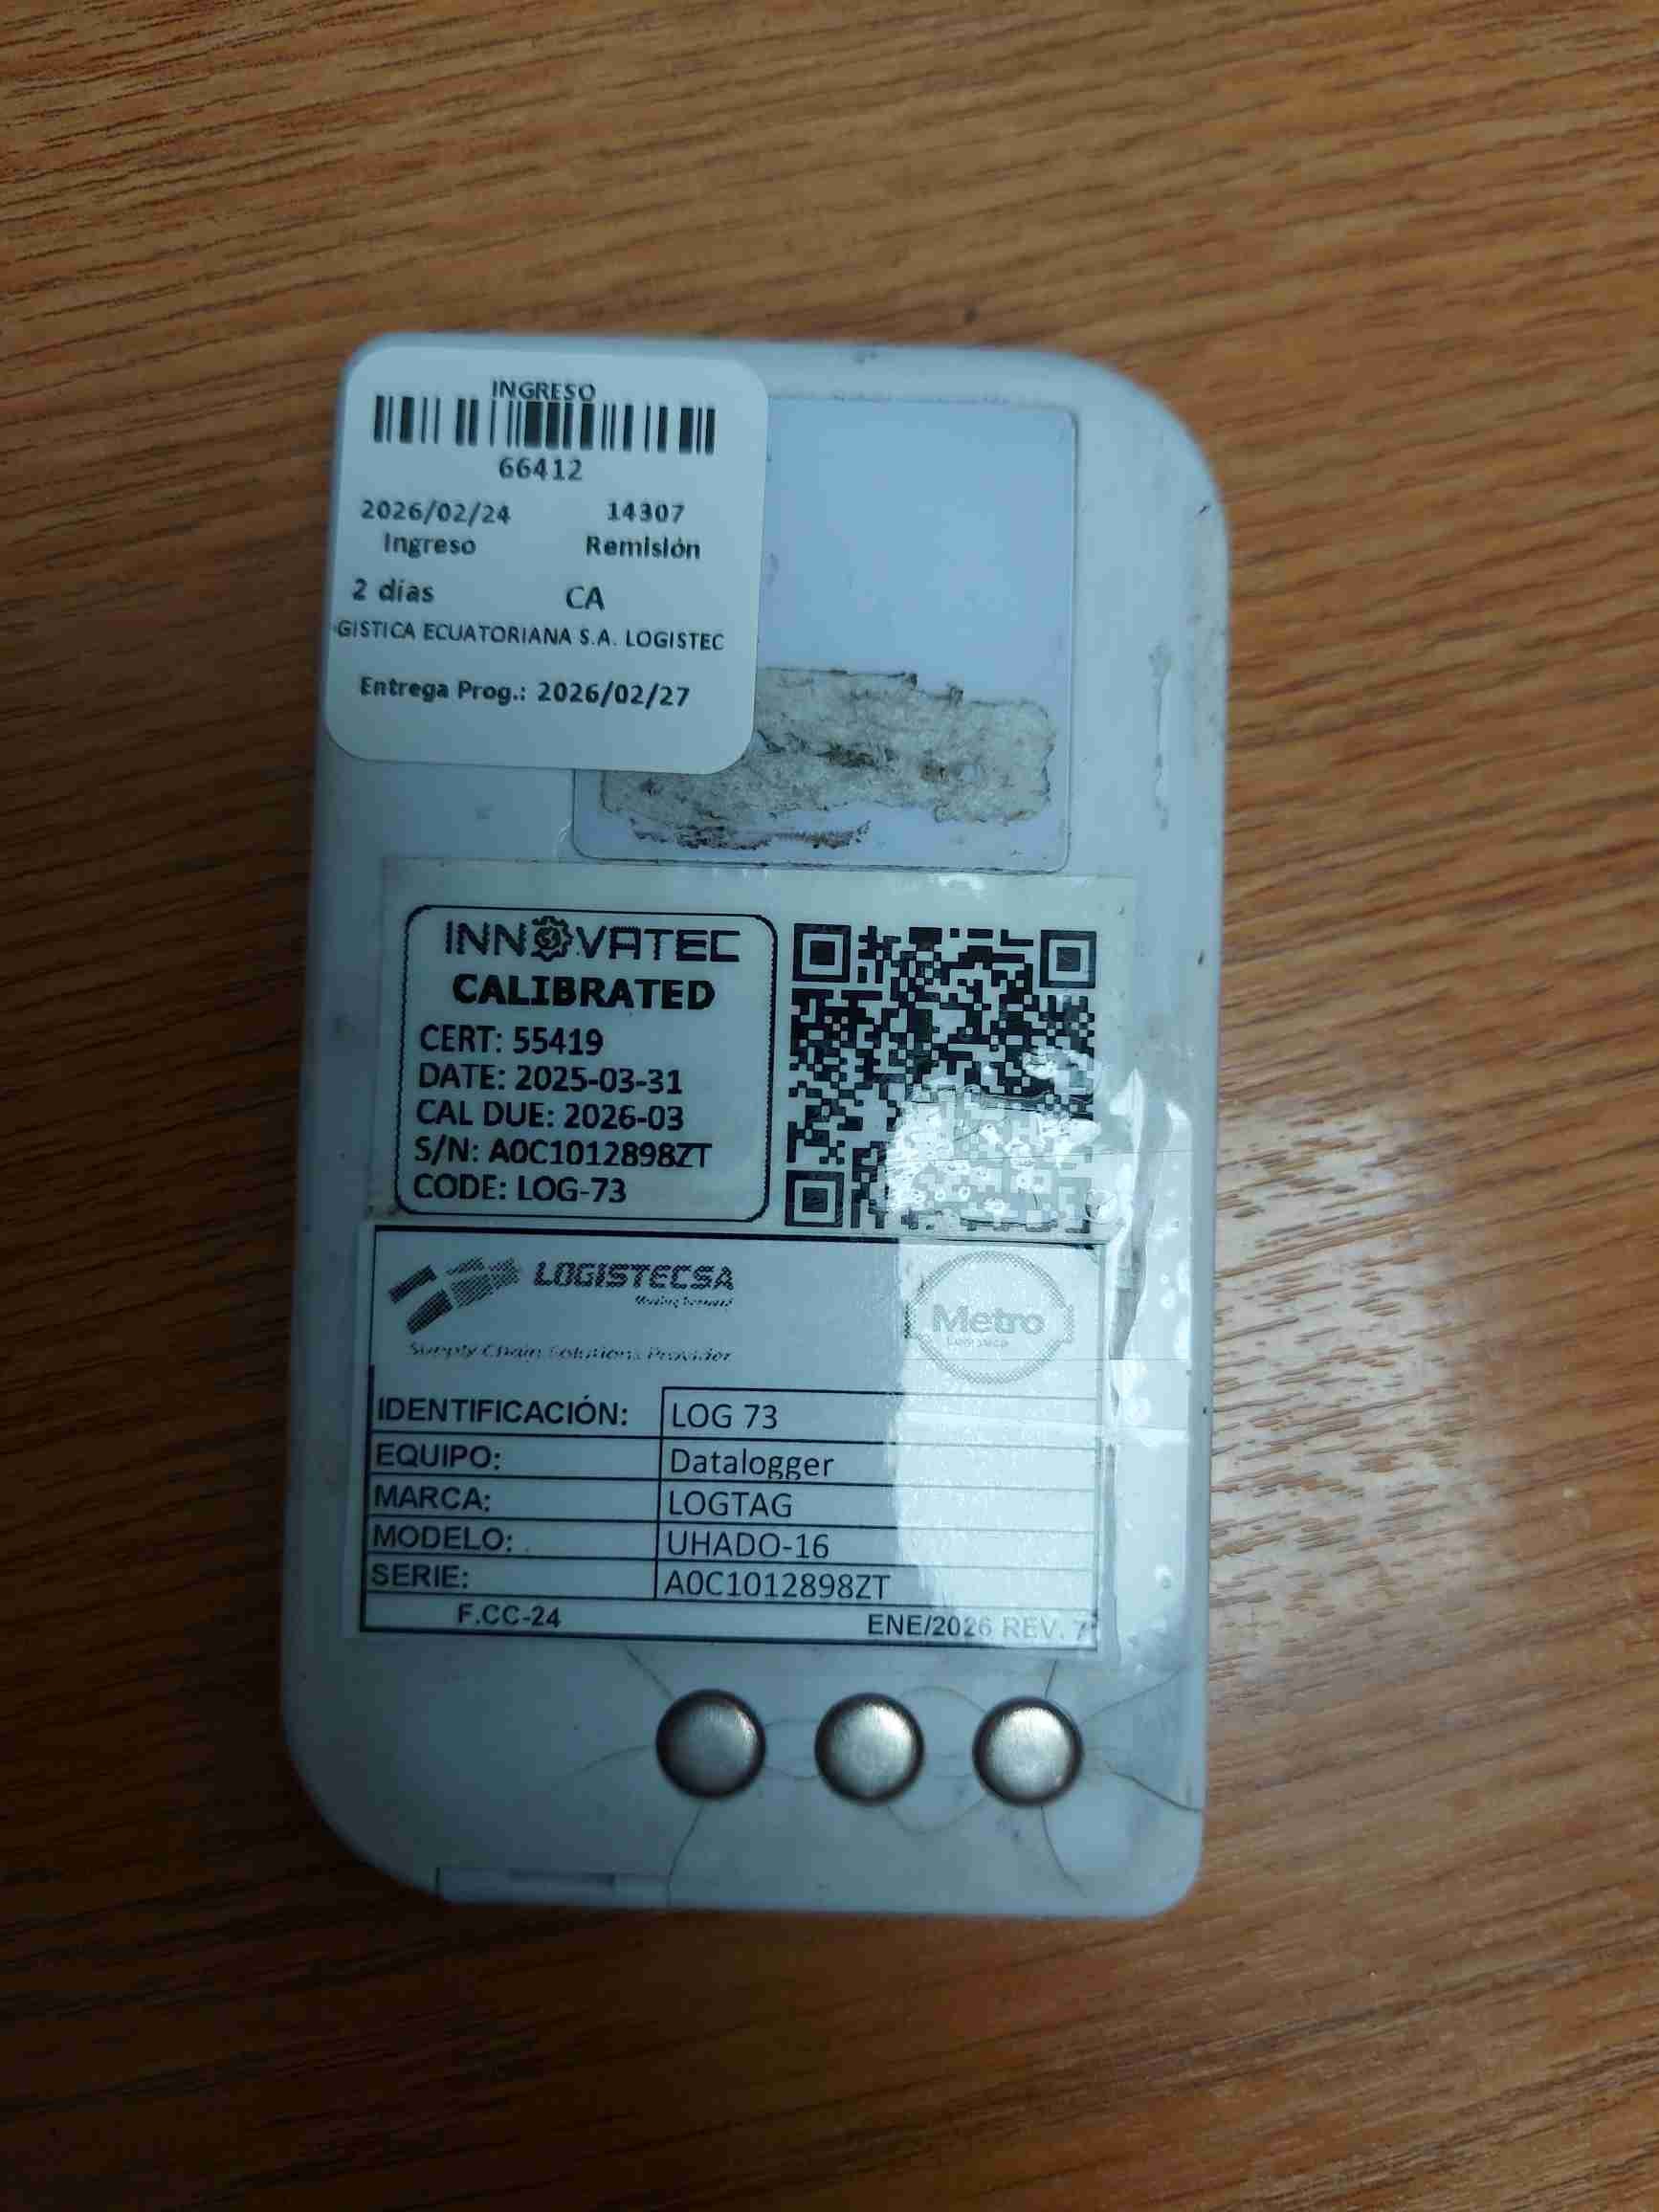 INGRESO
66412
2026/02/24 14307
Ingreso Remisión
2 días CA
GISTICA ECUATORIANA S.A. LOGISTEC
Entrega Prog.: 2026/02/27
INNOVATEC
CALIBRATED
CERT: 55419
DATE: 2025-03-31
CAL DUE: 2026-03
S/N: A0C1012898ZT
CODE: LOG-73
LOGISTECSA
Supply Chain Solutions Provider
Metro
Logística
IDENTIFICACIÓN: LOG 73
EQUIPO: Datalogger
MARCA: LOGTAG
MODELO: UHADO-16
SERIE: A0C1012898ZT
F.CC-24 ENE/2026 REV. 7